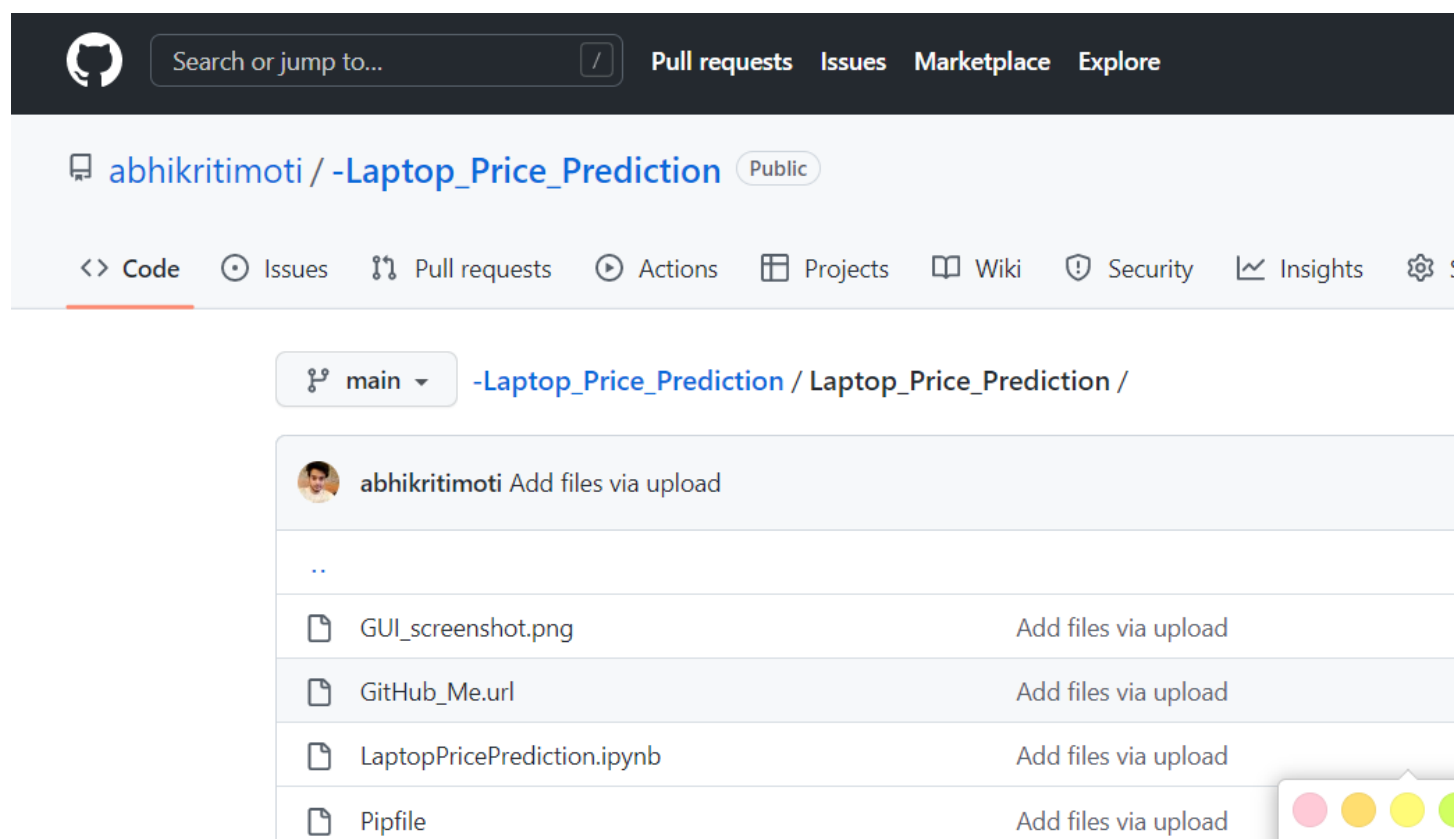 Search or jump to... / Pull requests Issues Marketplace Explore
abhikritimoti / -Laptop_Price_Prediction Public
<> Code Issues Pull requests Actions Projects Wiki Security Insights
main -Laptop_Price_Prediction / Laptop_Price_Prediction /
abhikritimoti Add files via upload
..
GUI_screenshot.png Add files via upload
GitHub_Me.url Add files via upload
LaptopPricePrediction.ipynb Add files via upload
Pipfile Add files via upload